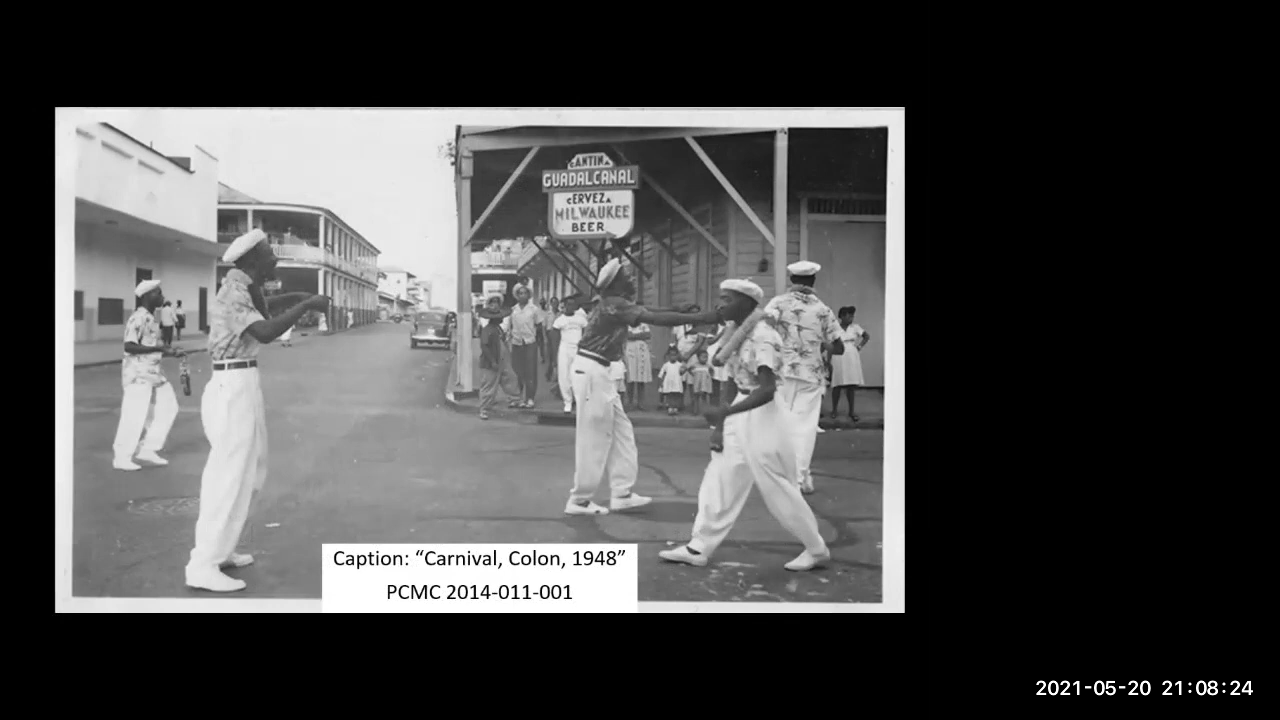 cANTINA
GUADALCANAL
cERVEZA
MILWAUKEE
BEER
Caption: “Carnival, Colon, 1948”
PCMC 2014-011-001
2021-05-20 21:08:24